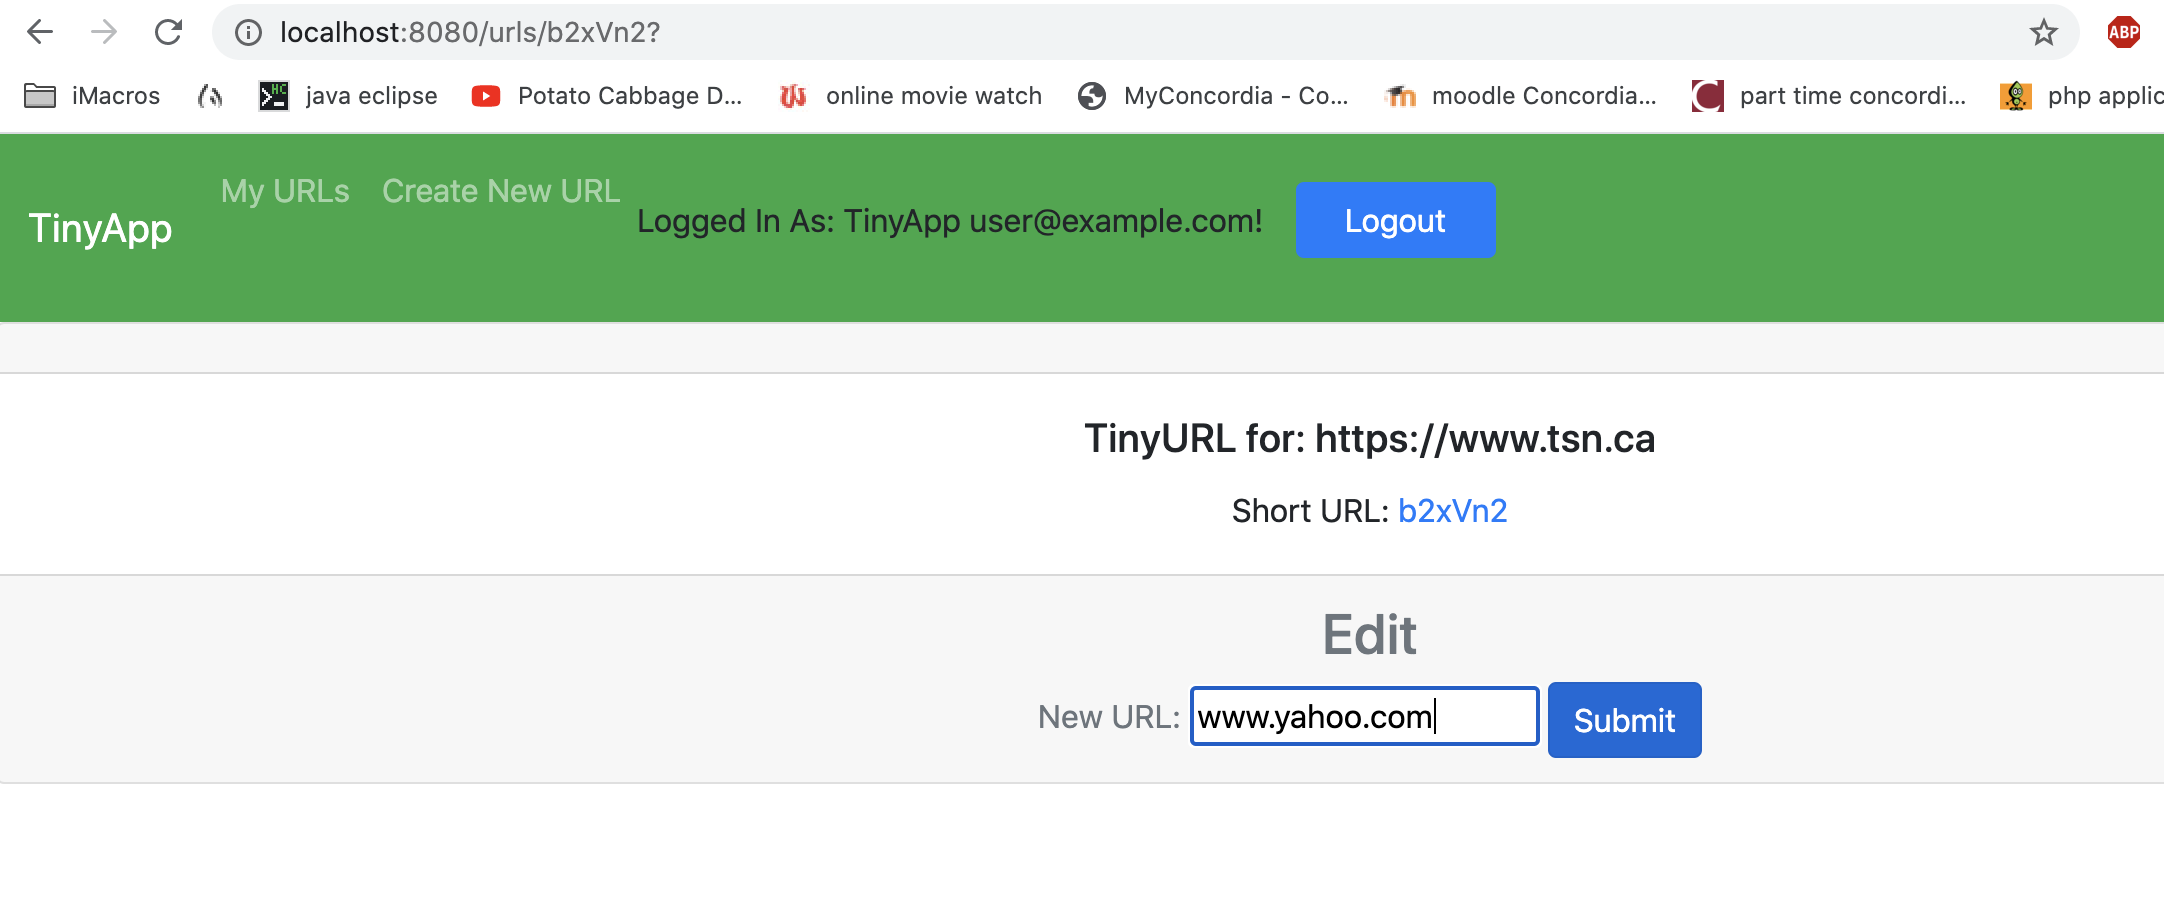 localhost:8080/urls/b2xVn2?
ABP
iMacros java eclipse Potato Cabbage D... online movie watch MyConcordia - Co... moodle Concordia... part time concordi... php applic
TinyApp My URLs Create New URL Logged In As: TinyApp user@example.com! Logout
TinyURL for: https://www.tsn.ca
Short URL: b2xVn2
Edit
New URL: www.yahoo.com Submit